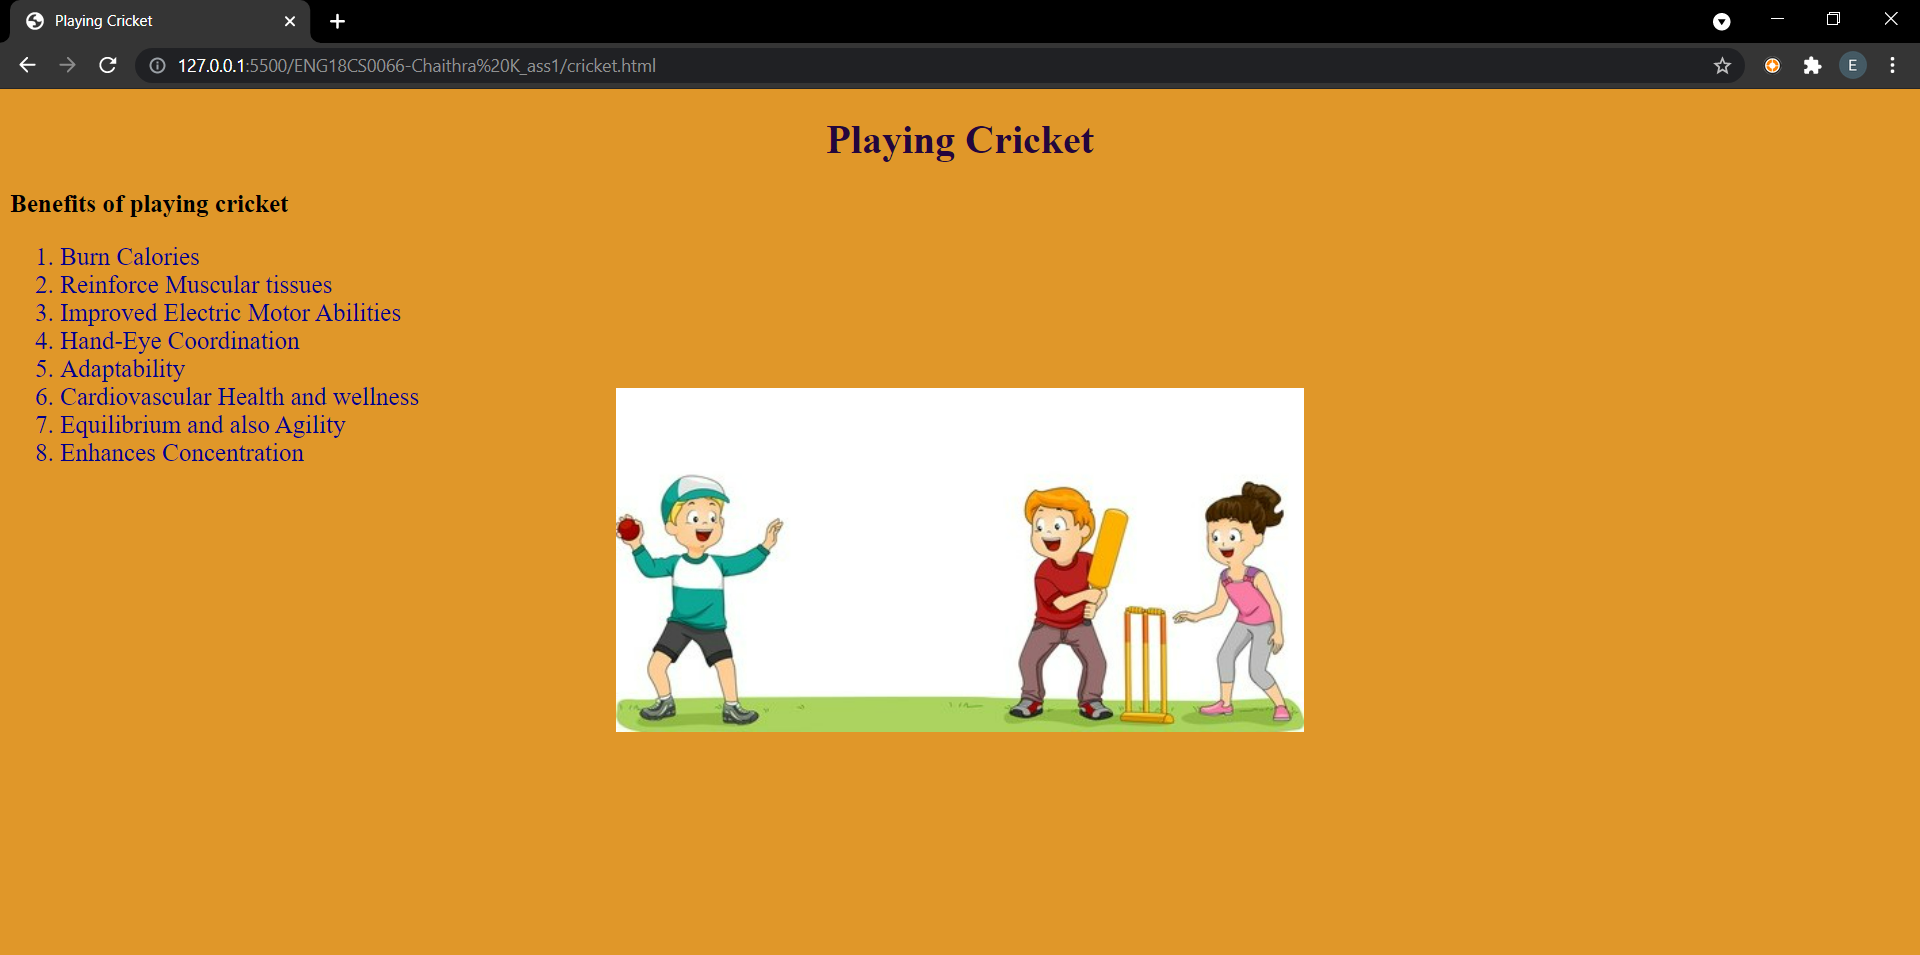 Playing Cricket
127.0.0.1:5500/ENG18CS0066-Chaithra%20K_ass1/cricket.html
E
Playing Cricket
Benefits of playing cricket
1. Burn Calories
2. Reinforce Muscular tissues
3. Improved Electric Motor Abilities
4. Hand-Eye Coordination
5. Adaptability
6. Cardiovascular Health and wellness
7. Equilibrium and also Agility
8. Enhances Concentration